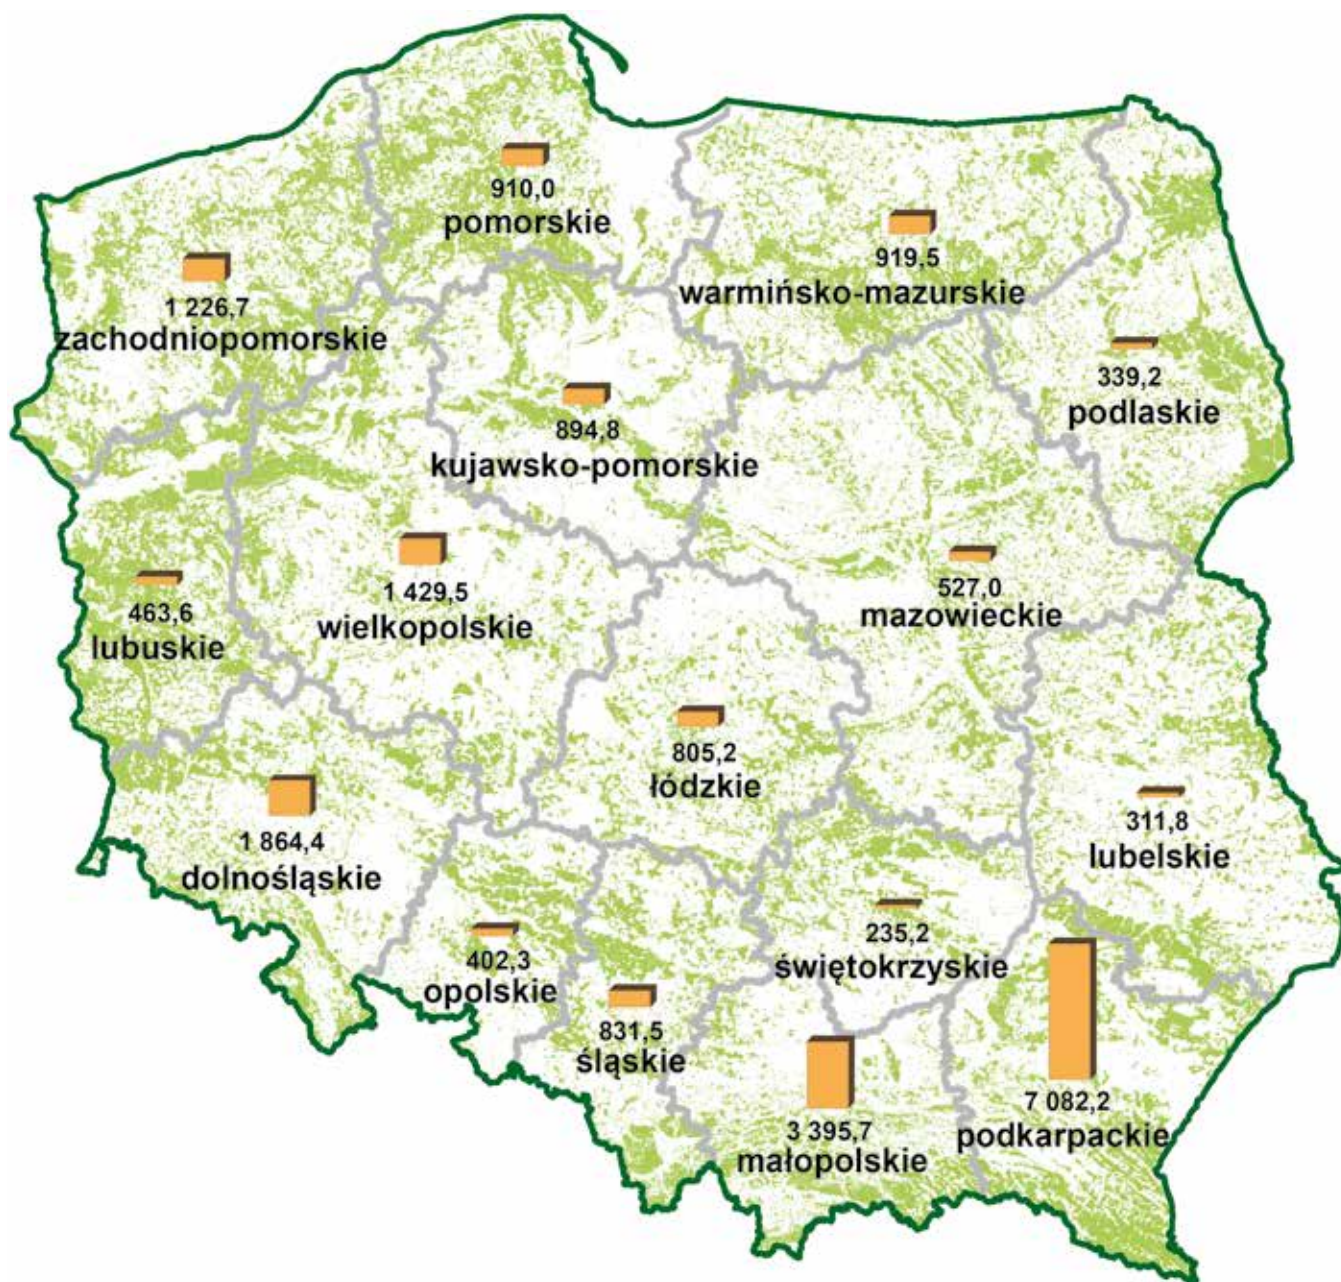 910,0
pomorskie
919,5
warmińsko-mazurskie
1 226,7
zachodniopomorskie
339,2
podlaskie
894,8
kujawsko-pomorskie
1 429,5
wielkopolskie
527,0
mazowieckie
463,6
lubuskie
805,2
łódzkie
1 864,4
dolnośląskie
311,8
lubelskie
235,2
świętokrzyskie
402,3
opolskie
831,5
śląskie
7 082,2
podkarpackie
3 395,7
małopolskie